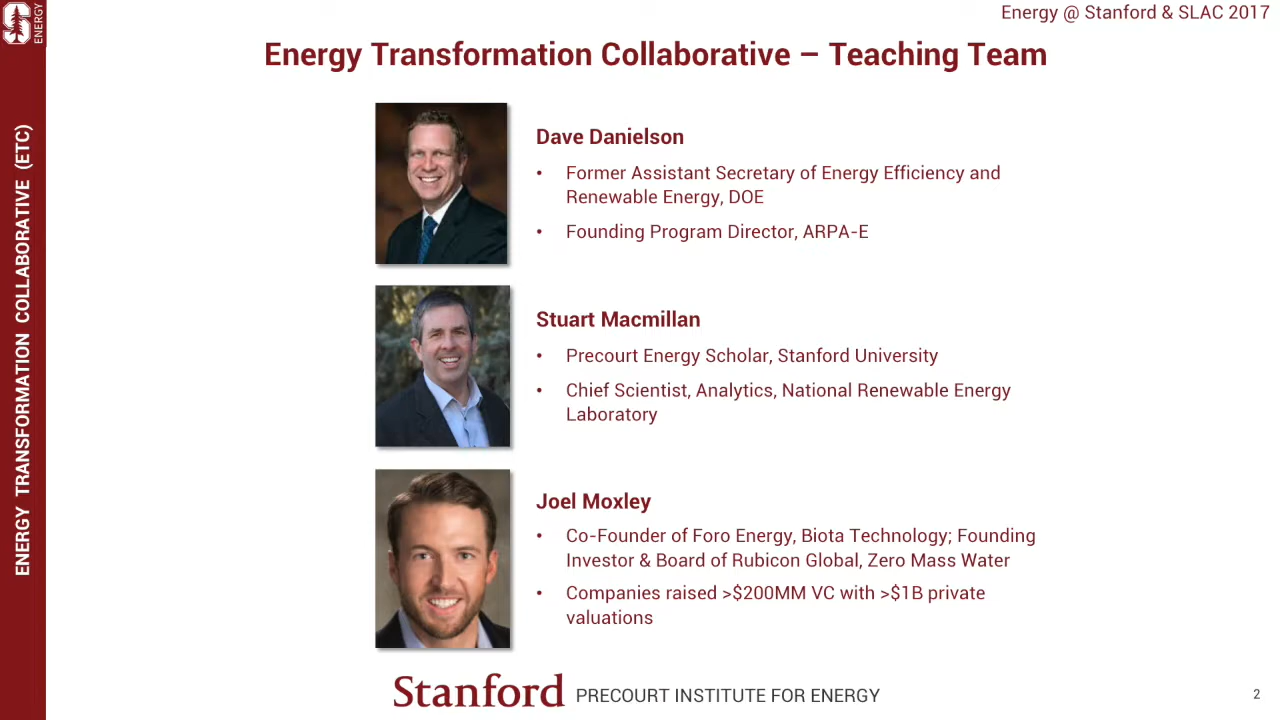 Energy @ Stanford & SLAC 2017
S ENERGY
ENERGY TRANSFORMATION COLLABORATIVE (ETC)
Energy Transformation Collaborative – Teaching Team
Dave Danielson
• Former Assistant Secretary of Energy Efficiency and
Renewable Energy, DOE
• Founding Program Director, ARPA-E
Stuart Macmillan
• Precourt Energy Scholar, Stanford University
• Chief Scientist, Analytics, National Renewable Energy
Laboratory
Joel Moxley
• Co-Founder of Foro Energy, Biota Technology; Founding
Investor & Board of Rubicon Global, Zero Mass Water
• Companies raised >$200MM VC with >$1B private
valuations
Stanford PRECOURT INSTITUTE FOR ENERGY
2